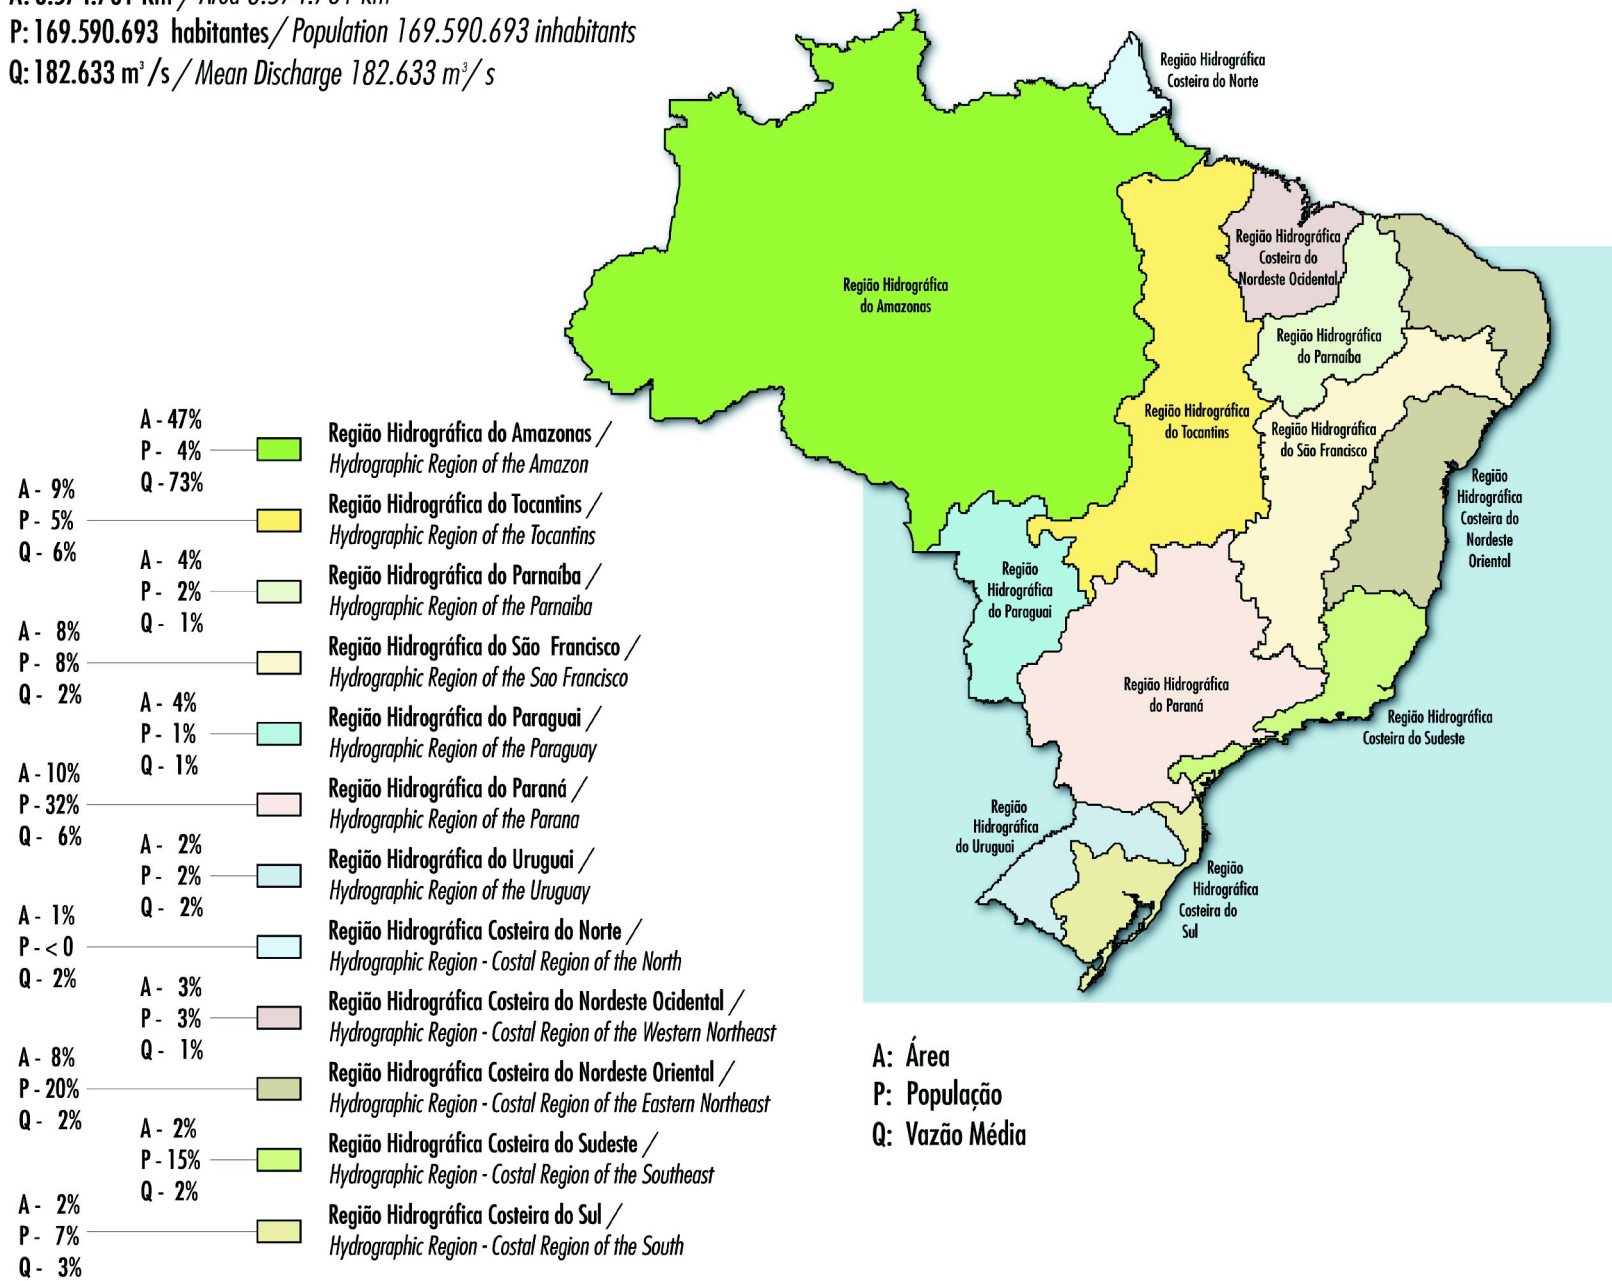 P: 169.590.693 habitantes / Population 169.590.693 inhabitants
Q: 182.633 m³/s / Mean Discharge 182.633 m³/s
Região Hidrográfica
Costeira do Norte
Região Hidrográfica
Costeira do
Nordeste Ocidental
Região Hidrográfica
do Amazonas
Região Hidrográfica
do Parnaíba
Região Hidrográfica
do Tocantins
Região Hidrográfica
do São Francisco
Região
Hidrográfica
Costeira do
Nordeste
Oriental
Região
Hidrográfica
do Paraguai
Região Hidrográfica
do Paraná
Região Hidrográfica
Costeira do Sudeste
Região
Hidrográfica
do Uruguai
Região
Hidrográfica
Costeira do
Sul
A - 47%
P - 4%
Q - 73%
Região Hidrográfica do Amazonas /
Hydrographic Region of the Amazon
A - 9%
P - 5%
Q - 6%
Região Hidrográfica do Tocantins /
Hydrographic Region of the Tocantins
A - 4%
P - 2%
Q - 1%
Região Hidrográfica do Parnaíba /
Hydrographic Region of the Parnaiba
A - 8%
P - 8%
Q - 2%
Região Hidrográfica do São Francisco /
Hydrographic Region of the Sao Francisco
A - 4%
P - 1%
Q - 1%
Região Hidrográfica do Paraguai /
Hydrographic Region of the Paraguay
A - 10%
P - 32%
Q - 6%
Região Hidrográfica do Paraná /
Hydrographic Region of the Parana
A - 2%
P - 2%
Q - 2%
Região Hidrográfica do Uruguai /
Hydrographic Region of the Uruguay
A - 1%
P - < 0
Q - 2%
Região Hidrográfica Costeira do Norte /
Hydrographic Region - Costal Region of the North
A - 3%
P - 3%
Q - 1%
Região Hidrográfica Costeira do Nordeste Ocidental /
Hydrographic Region - Costal Region of the Western Northeast
A - 8%
P - 20%
Q - 2%
Região Hidrográfica Costeira do Nordeste Oriental /
Hydrographic Region - Costal Region of the Eastern Northeast
A - 2%
P - 15%
Q - 2%
Região Hidrográfica Costeira do Sudeste /
Hydrographic Region - Costal Region of the Southeast
A - 2%
P - 7%
Q - 3%
Região Hidrográfica Costeira do Sul /
Hydrographic Region - Costal Region of the South
A: Área
P: População
Q: Vazão Média